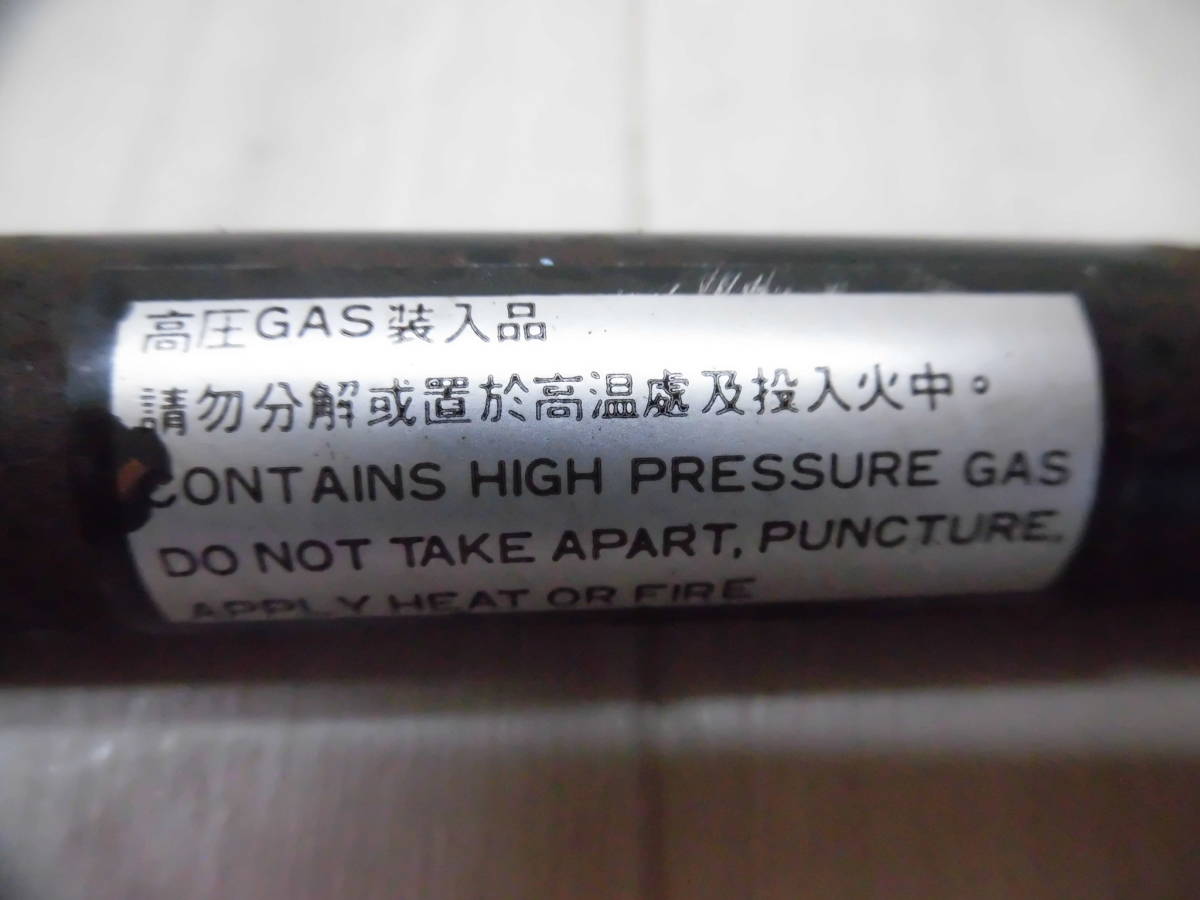 高圧GAS装入品
請勿分解或置於高温處及投入火中。
CONTAINS HIGH PRESSURE GAS
DO NOT TAKE APART, PUNCTURE,
APPLY HEAT OR FIRE